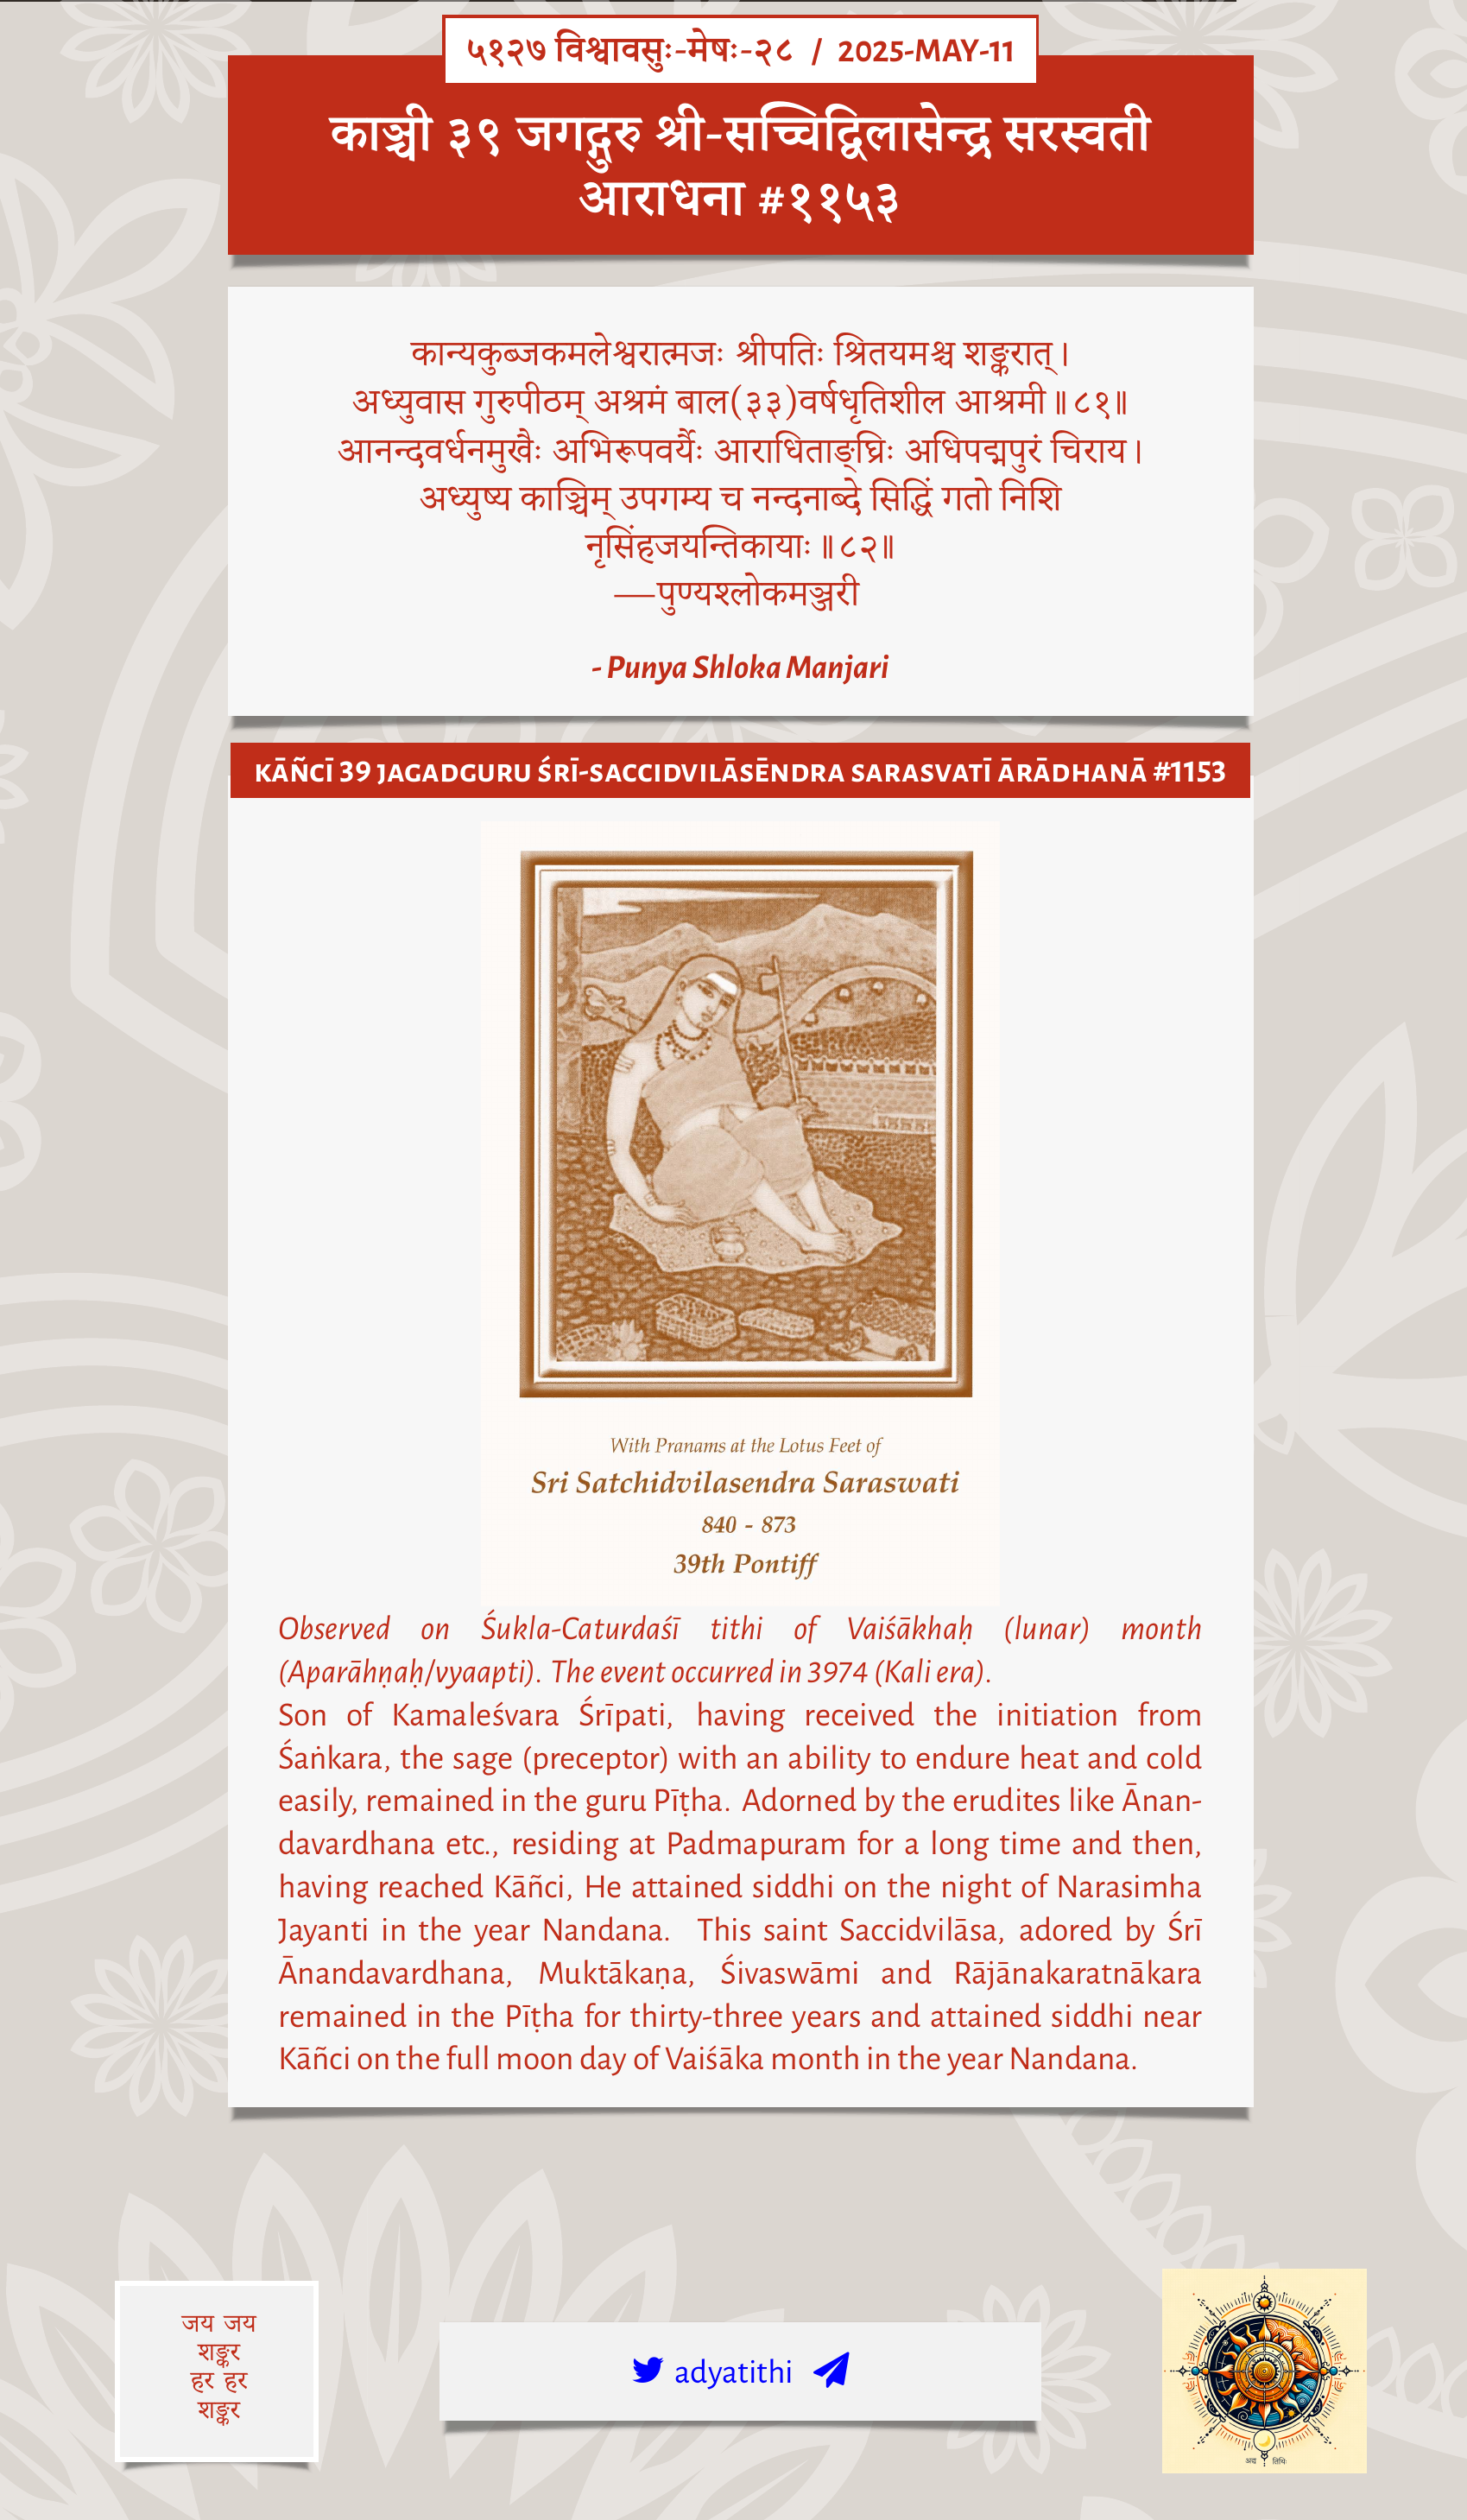 ५१२७ विश्वावसुः-मेषः-२८ / 2025-MAY-11
काञ्ची ३९ जगद्गुरु श्री-सच्चिद्विलासेन्द्र सरस्वती
आराधना #११५३
कान्यकुब्जकमलेश्वरात्मजः श्रीपतिः श्रितयमश्च शङ्करात्।
अध्युवास गुरुपीठम् अश्रमं बाल(३३)वर्षधृतिशील आश्रमी॥८१॥
आनन्दवर्धनमुखैः अभिरूपवर्यैः आराधिताङ्घ्रिः अधिपद्मपुरं चिराय।
अध्युष्य काञ्चिम् उपगम्य च नन्दनाब्दे सिद्धिं गतो निशि
नृसिंहजयन्तिकायाः॥८२॥
—पुण्यश्लोकमञ्जरी
- Punya Shloka Manjari
KĀÑCĪ 39 JAGADGURU ŚRĪ-SACCIDVILĀSĒNDRA SARASVATĪ ĀRĀDHANĀ #1153
With Pranams at the Lotus Feet of
Sri Satchidvilasendra Saraswati
840 - 873
39th Pontiff
Observed on Śukla-Caturdaśī tithi of Vaiśākhaḥ (lunar) month
(Aparāhṇaḥ/vyaapti). The event occurred in 3974 (Kali era).
Son of Kamaleśvara Śrīpati, having received the initiation from
Śaṅkara, the sage (preceptor) with an ability to endure heat and cold
easily, remained in the guru Pīṭha. Adorned by the erudites like Ānan-
davardhana etc., residing at Padmapuram for a long time and then,
having reached Kāñci, He attained siddhi on the night of Narasimha
Jayanti in the year Nandana. This saint Saccidvilāsa, adored by Śrī
Ānandavardhana, Muktākaṇa, Śivaswāmi and Rājānakaratnākara
remained in the Pīṭha for thirty-three years and attained siddhi near
Kāñci on the full moon day of Vaiśāka month in the year Nandana.
जय जय
शङ्कर
हर हर
शङ्कर
adyatithi
अद्य तिथिः